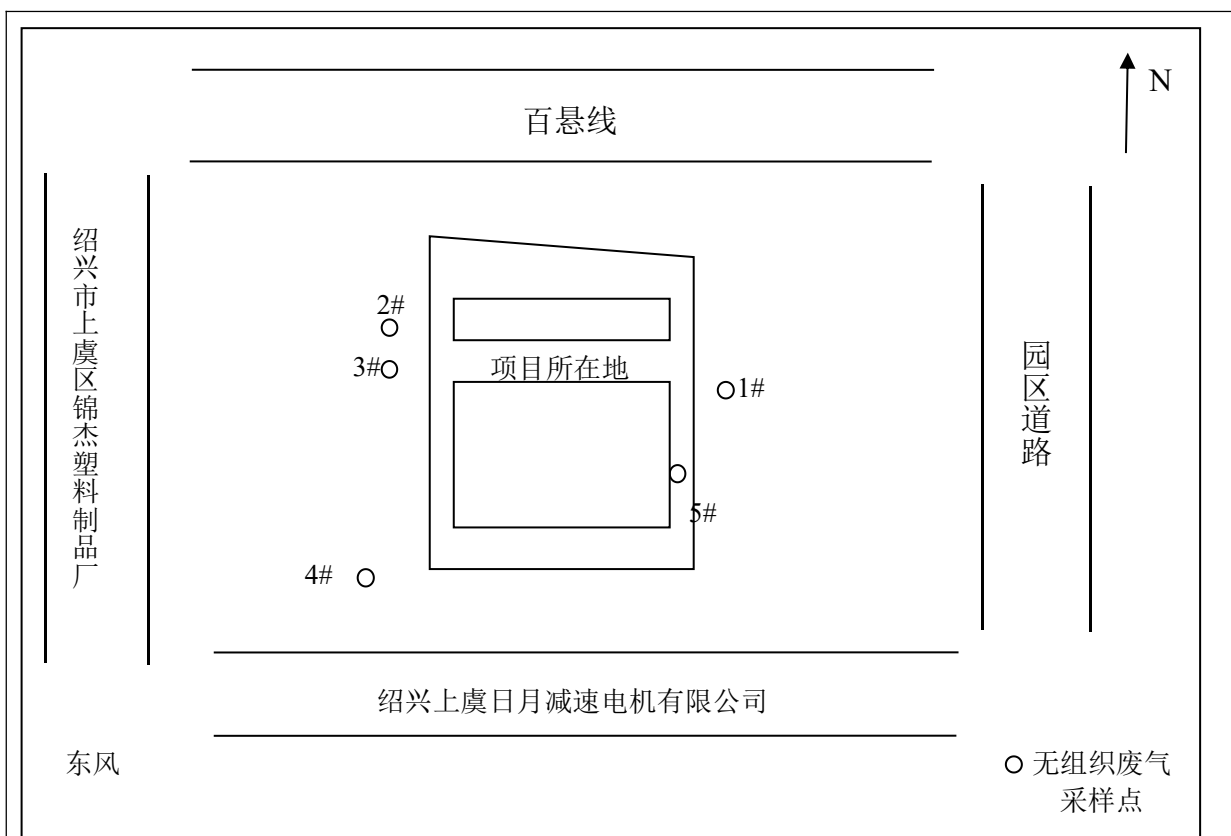 百悬线
N
绍兴市上虞区锦杰塑料制品厂
2#
3#
项目所在地
1#
园区道路
5#
4#
绍兴上虞日月减速电机有限公司
东风
无组织废气
采样点